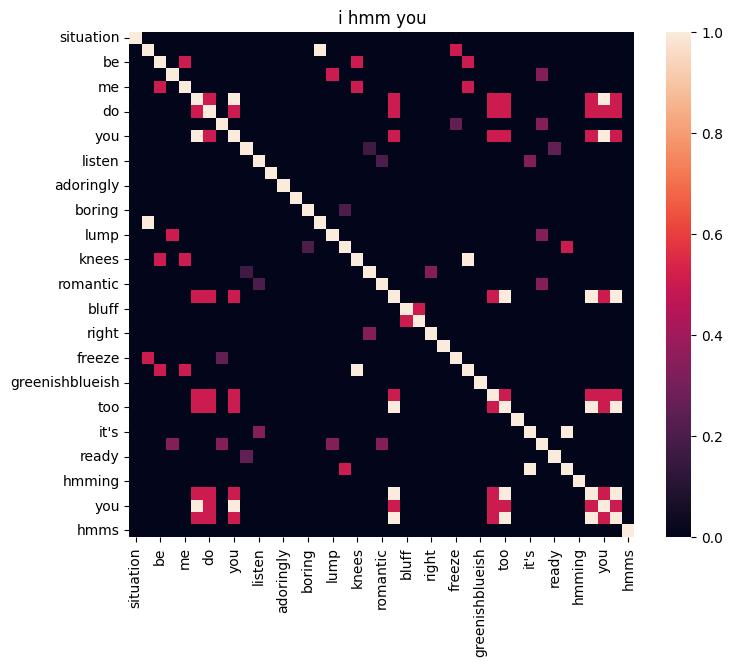 i hmm you
situation
be
me
do
you
listen
adoringly
boring
lump
knees
romantic
bluff
right
freeze
greenishblueish
too
it's
ready
hmming
you
hmms
situation
be
me
do
you
listen
adoringly
boring
lump
knees
romantic
bluff
right
freeze
greenishblueish
too
it's
ready
hmming
you
hmms
1.0
0.8
0.6
0.4
0.2
0.0